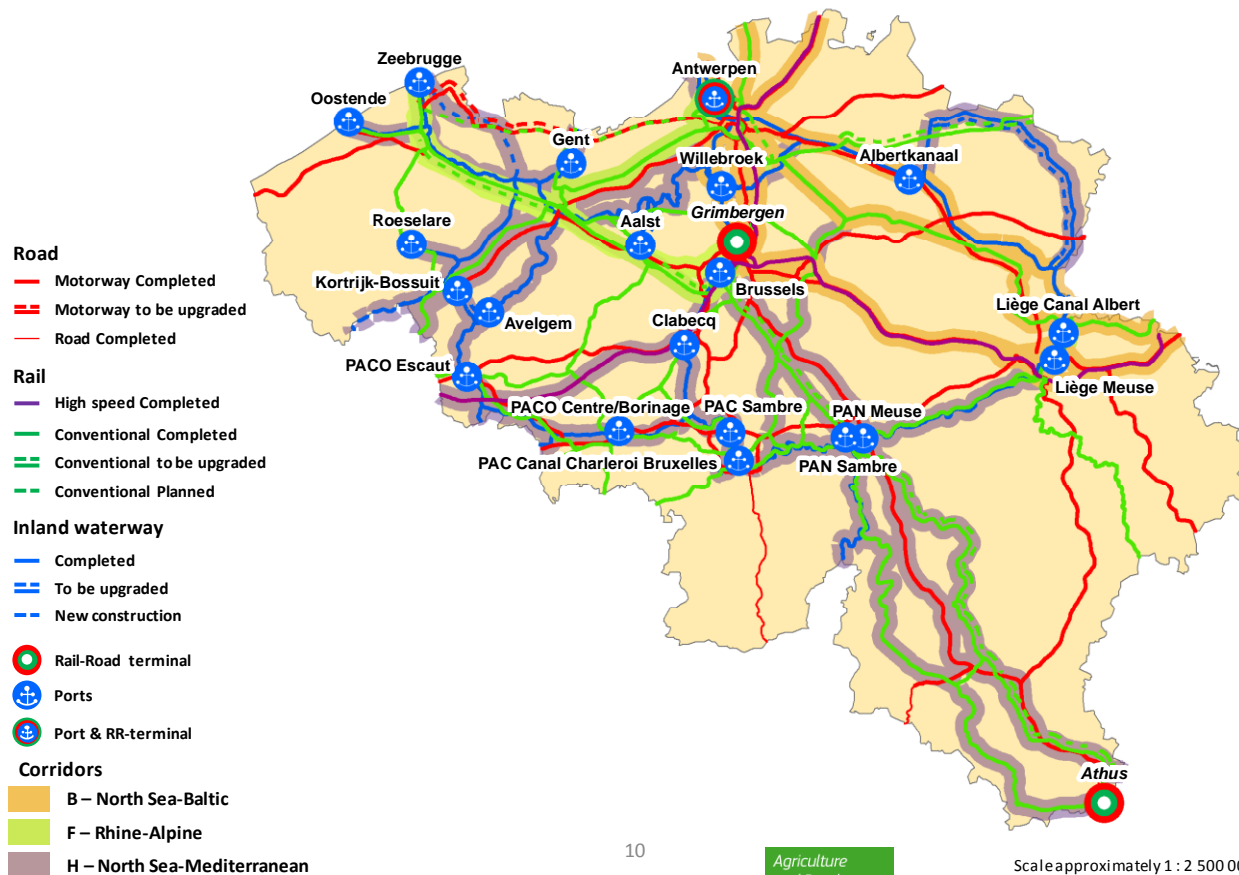 Zeebrugge
Oostende
Antwerpen
Gent
Willebroek
Albertkanaal
Grimbergen
Roeselare
Aalst
Kortrijk-Bossuit
Brussels
Avelgem
Clabecq
Liège Canal Albert
PACO Escaut
Liège Meuse
PACO Centre/Borinage
PAC Sambre
PAN Meuse
PAC Canal Charleroi Bruxelles
PAN Sambre
Athus
Road
Motorway Completed
Motorway to be upgraded
Road Completed
Rail
High speed Completed
Conventional Completed
Conventional to be upgraded
Conventional Planned
Inland waterway
Completed
To be upgraded
New construction
Rail-Road terminal
Ports
Port & RR-terminal
Corridors
B – North Sea-Baltic
F – Rhine-Alpine
H – North Sea-Mediterranean
10
Agriculture
Scale approximately 1 : 2 500 00